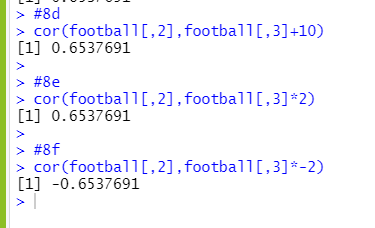 > #8d
> cor(football[,2],football[,3]+10)
[1] 0.6537691
>
> #8e
> cor(football[,2],football[,3]*2)
[1] 0.6537691
>
> #8f
> cor(football[,2],football[,3]*-2)
[1] -0.6537691
>